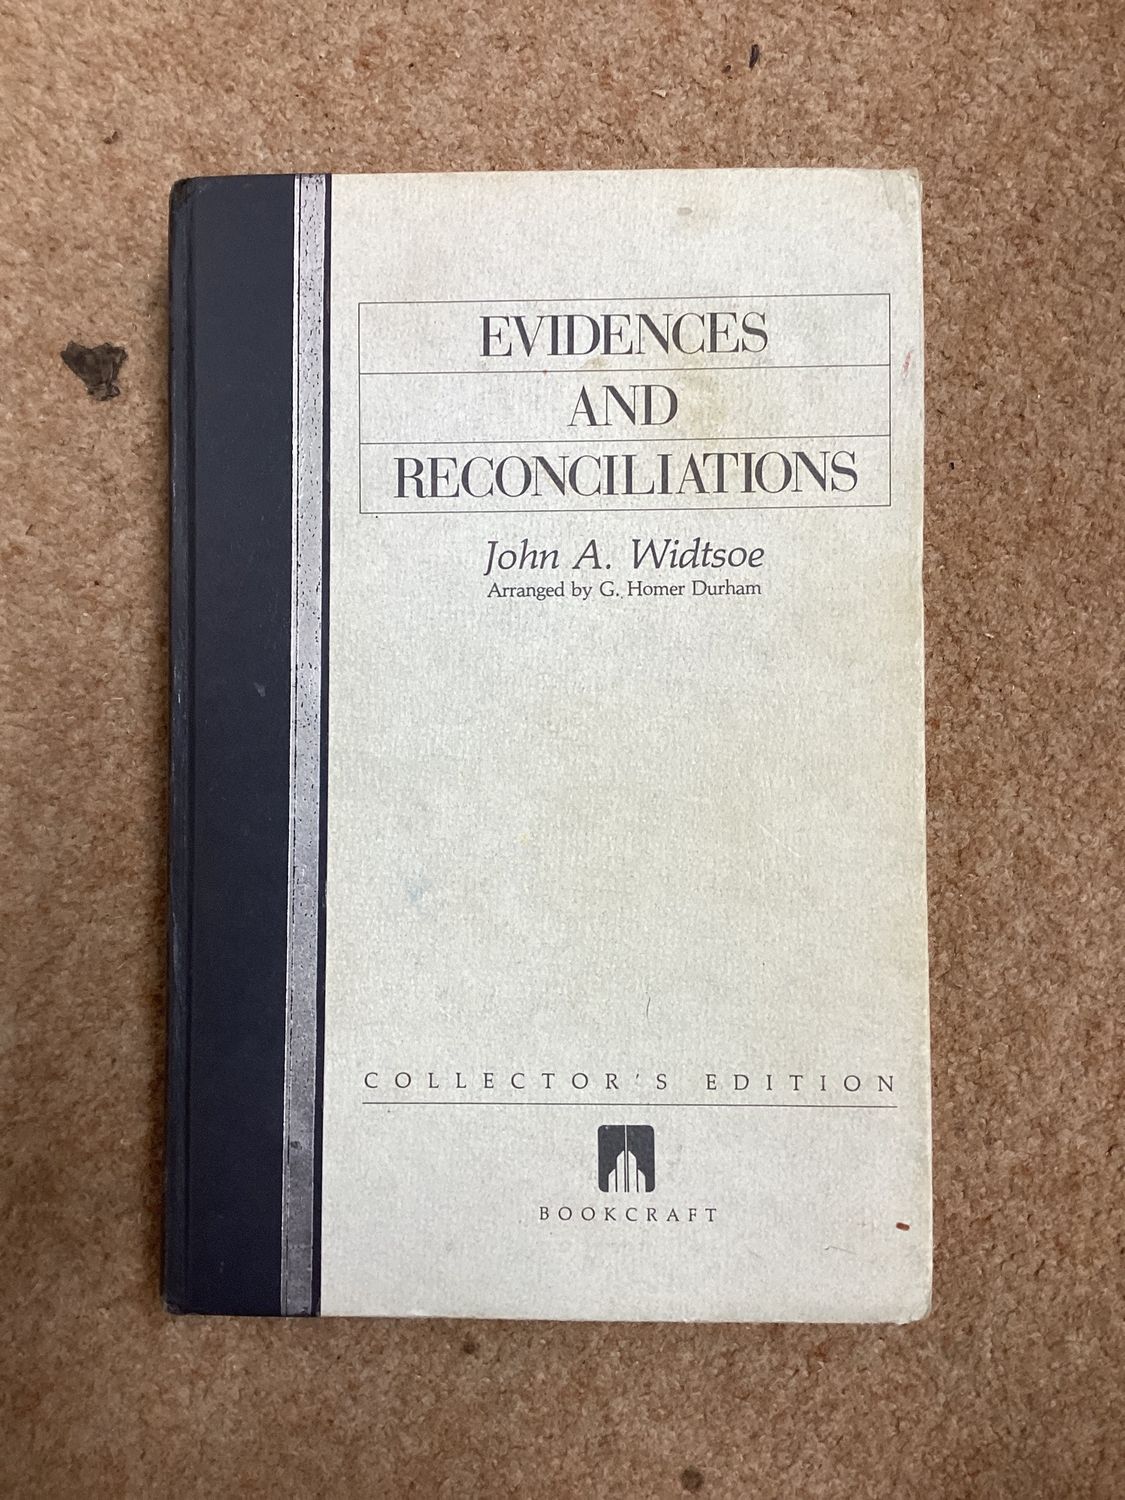 EVIDENCES
AND
RECONCILIATIONS
John A. Widtsoe
Arranged by G. Homer Durham
COLLECTOR'S EDITION
BOOKCRAFT